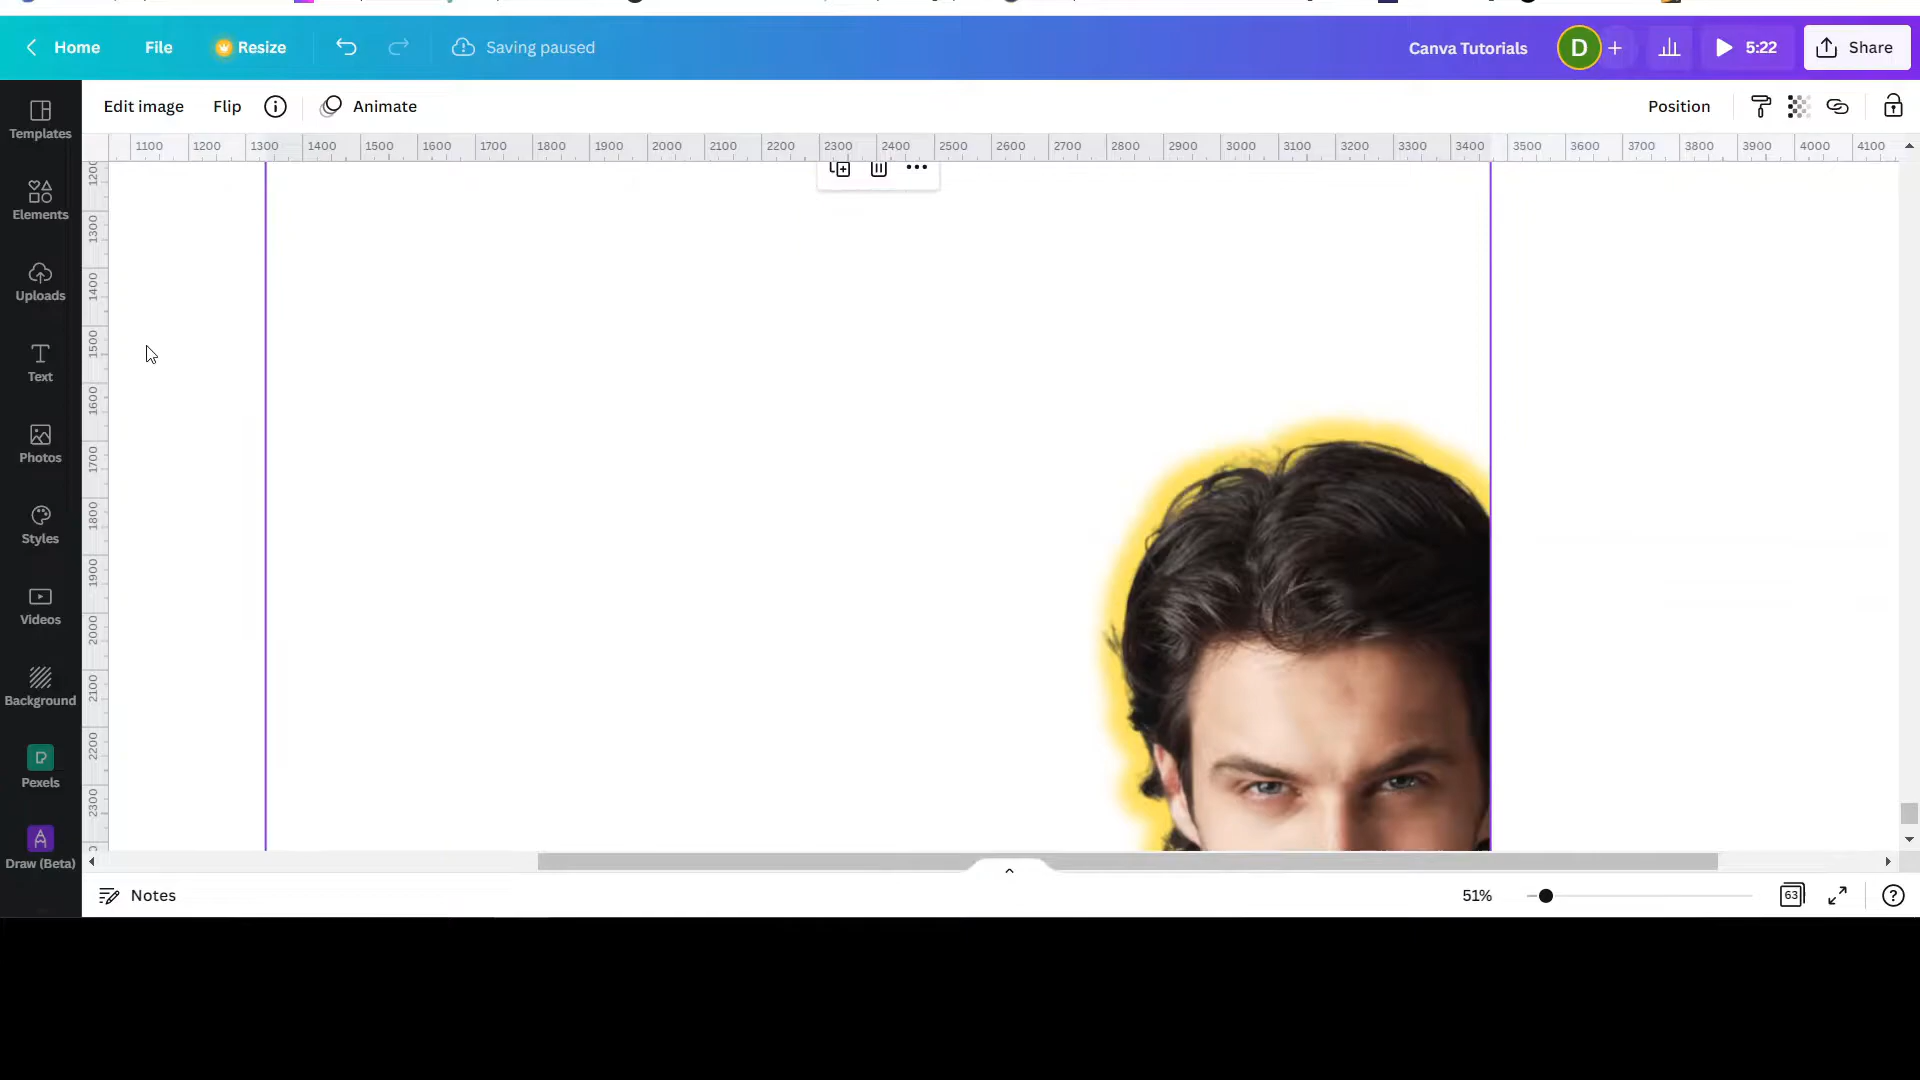 Home File Resize Saving paused Canva Tutorials D 5:22 Share
Edit image Flip Animate Position
1100 1200 1300 1400 1500 1600 1700 1800 1900 2000 2100 2200 2300 2400 2500 2600 2700 2800 2900 3000 3100 3200 3300 3400 3500 3600 3700 3800 3900 4000 4100
1200
1300
1400
1500
1600
1700
1800
1900
2000
2100
2200
2300
Templates
Elements
Uploads
Text
Photos
Styles
Videos
Background
Pexels
Draw (Beta)
Notes 51% 63